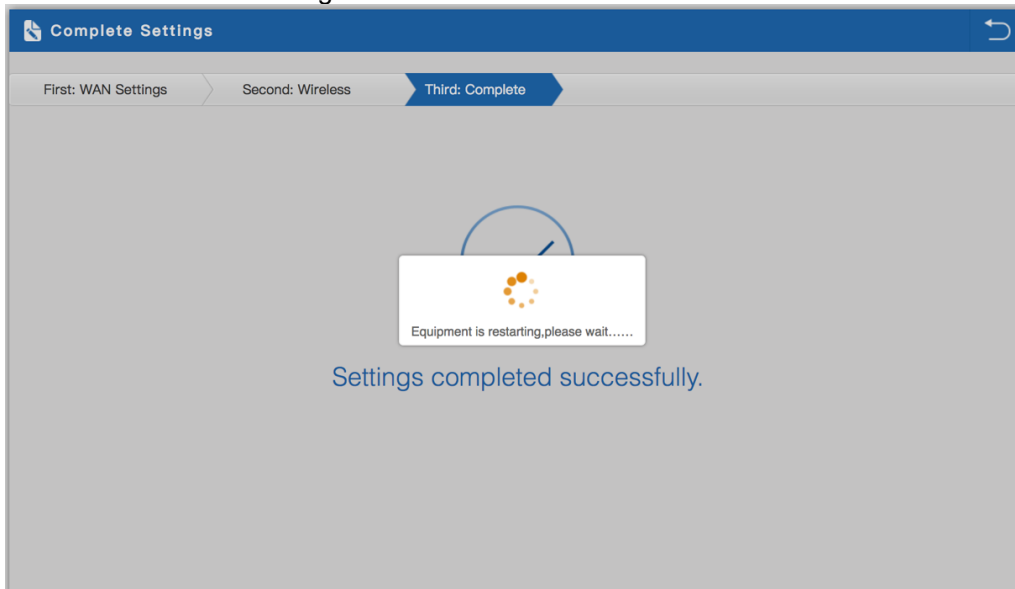 Complete Settings
First: WAN Settings
Second: Wireless
Third: Complete
Equipment is restarting,please wait......
Settings completed successfully.